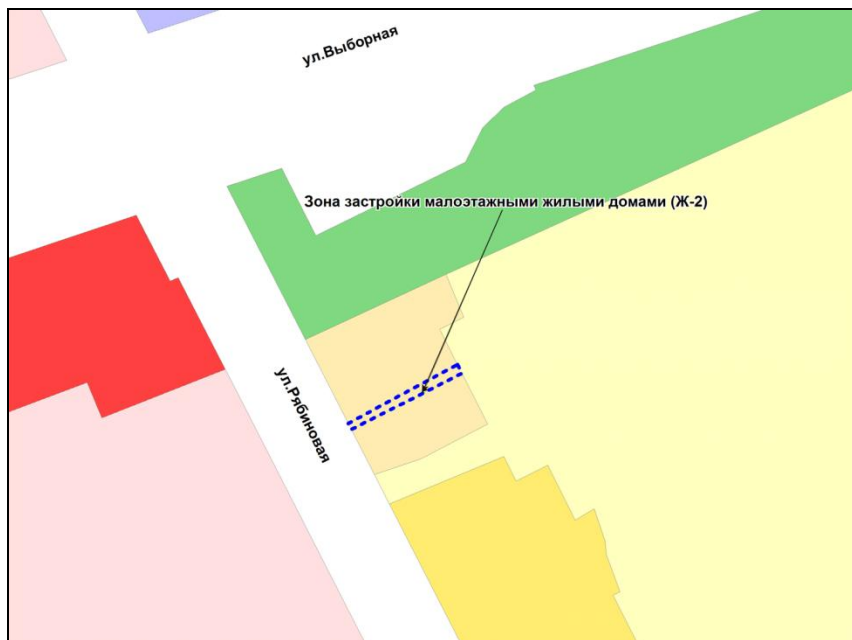 ул.Выборная
Зона застройки малоэтажными жилыми домами (Ж-2)
ул.Рябиновая